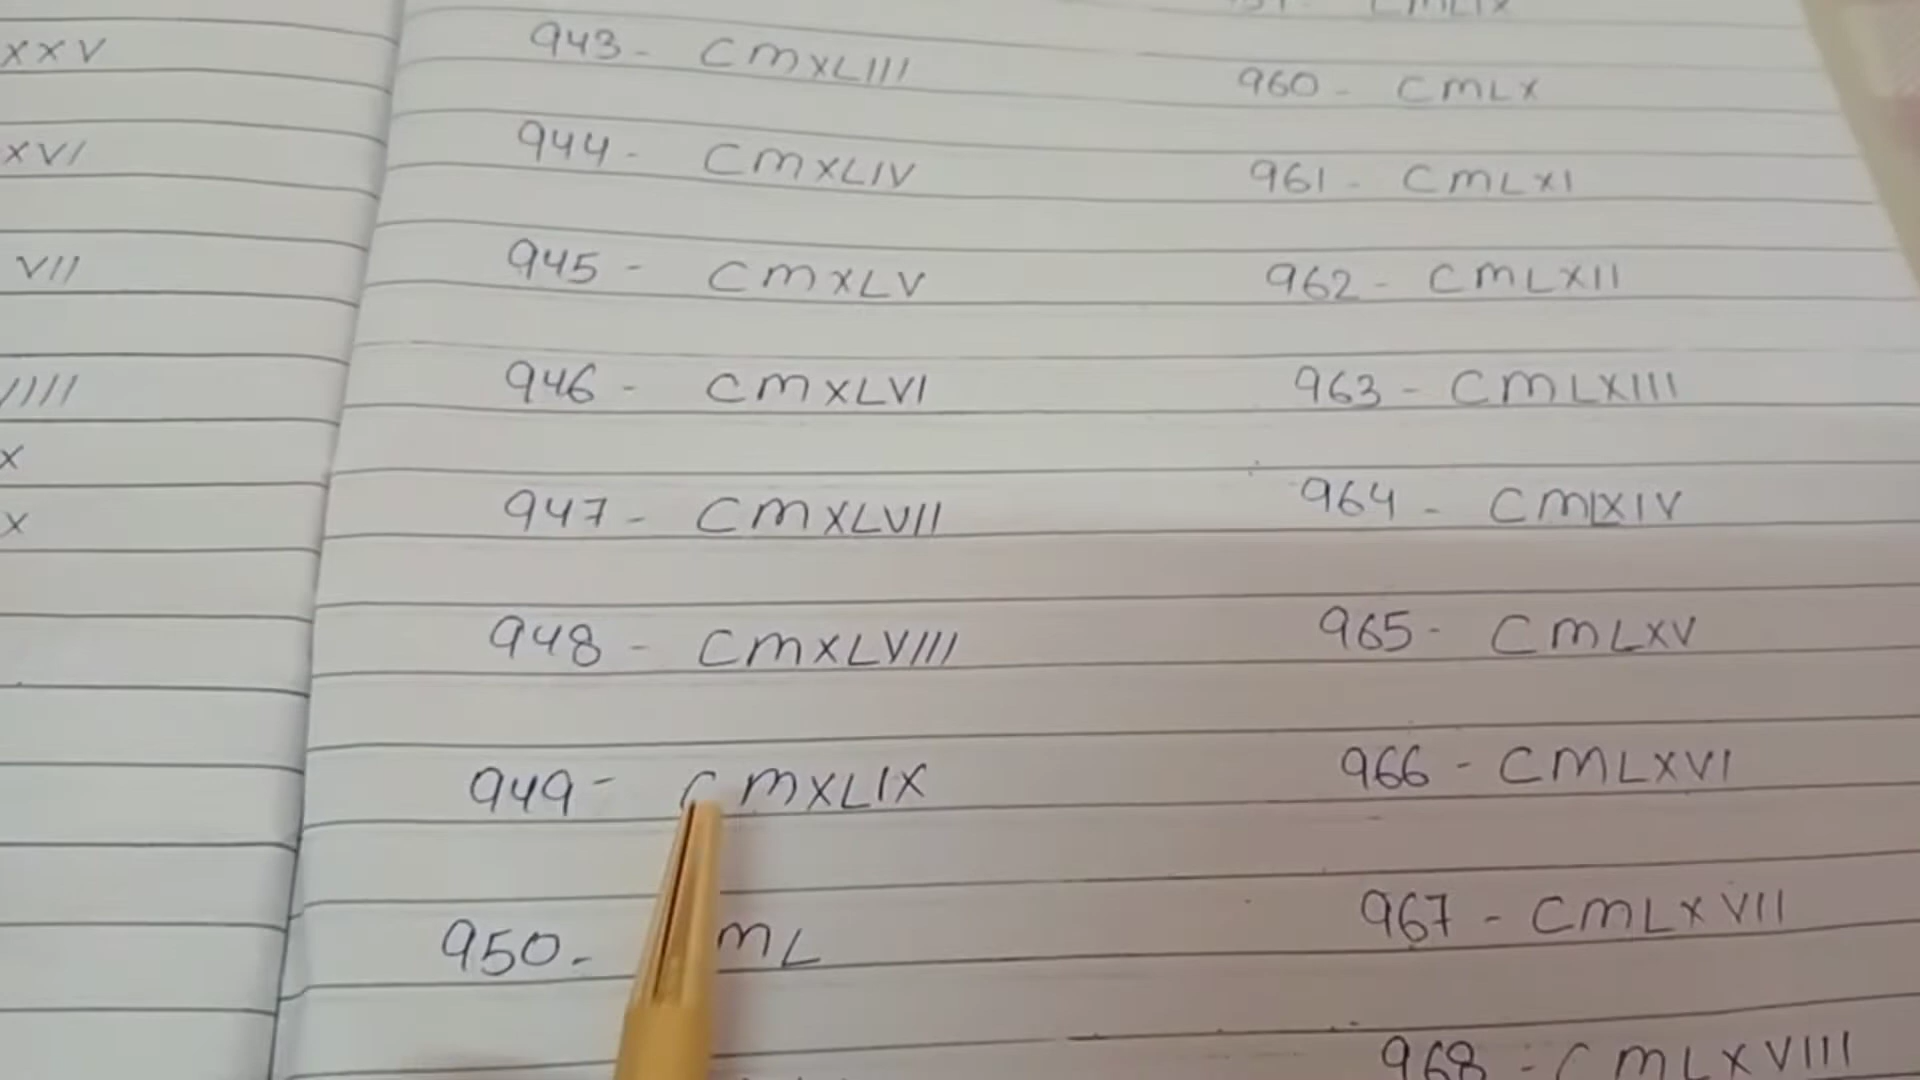 XXV
XVI
VII
VIIII
X
X
943- CMXLIII
944- CMXLIV
945- CMXLV
946- CMXLVI
947- CMXLVII
948- CMXLVIII
949- CMXLIX
950- ML
960- CMLX
961- CMLXI
962- CMLXII
963- CMLXIII
964- CMLXIV
965- CMLXV
966- CMLXVI
967- CMLXVII
968- CMLXVIII